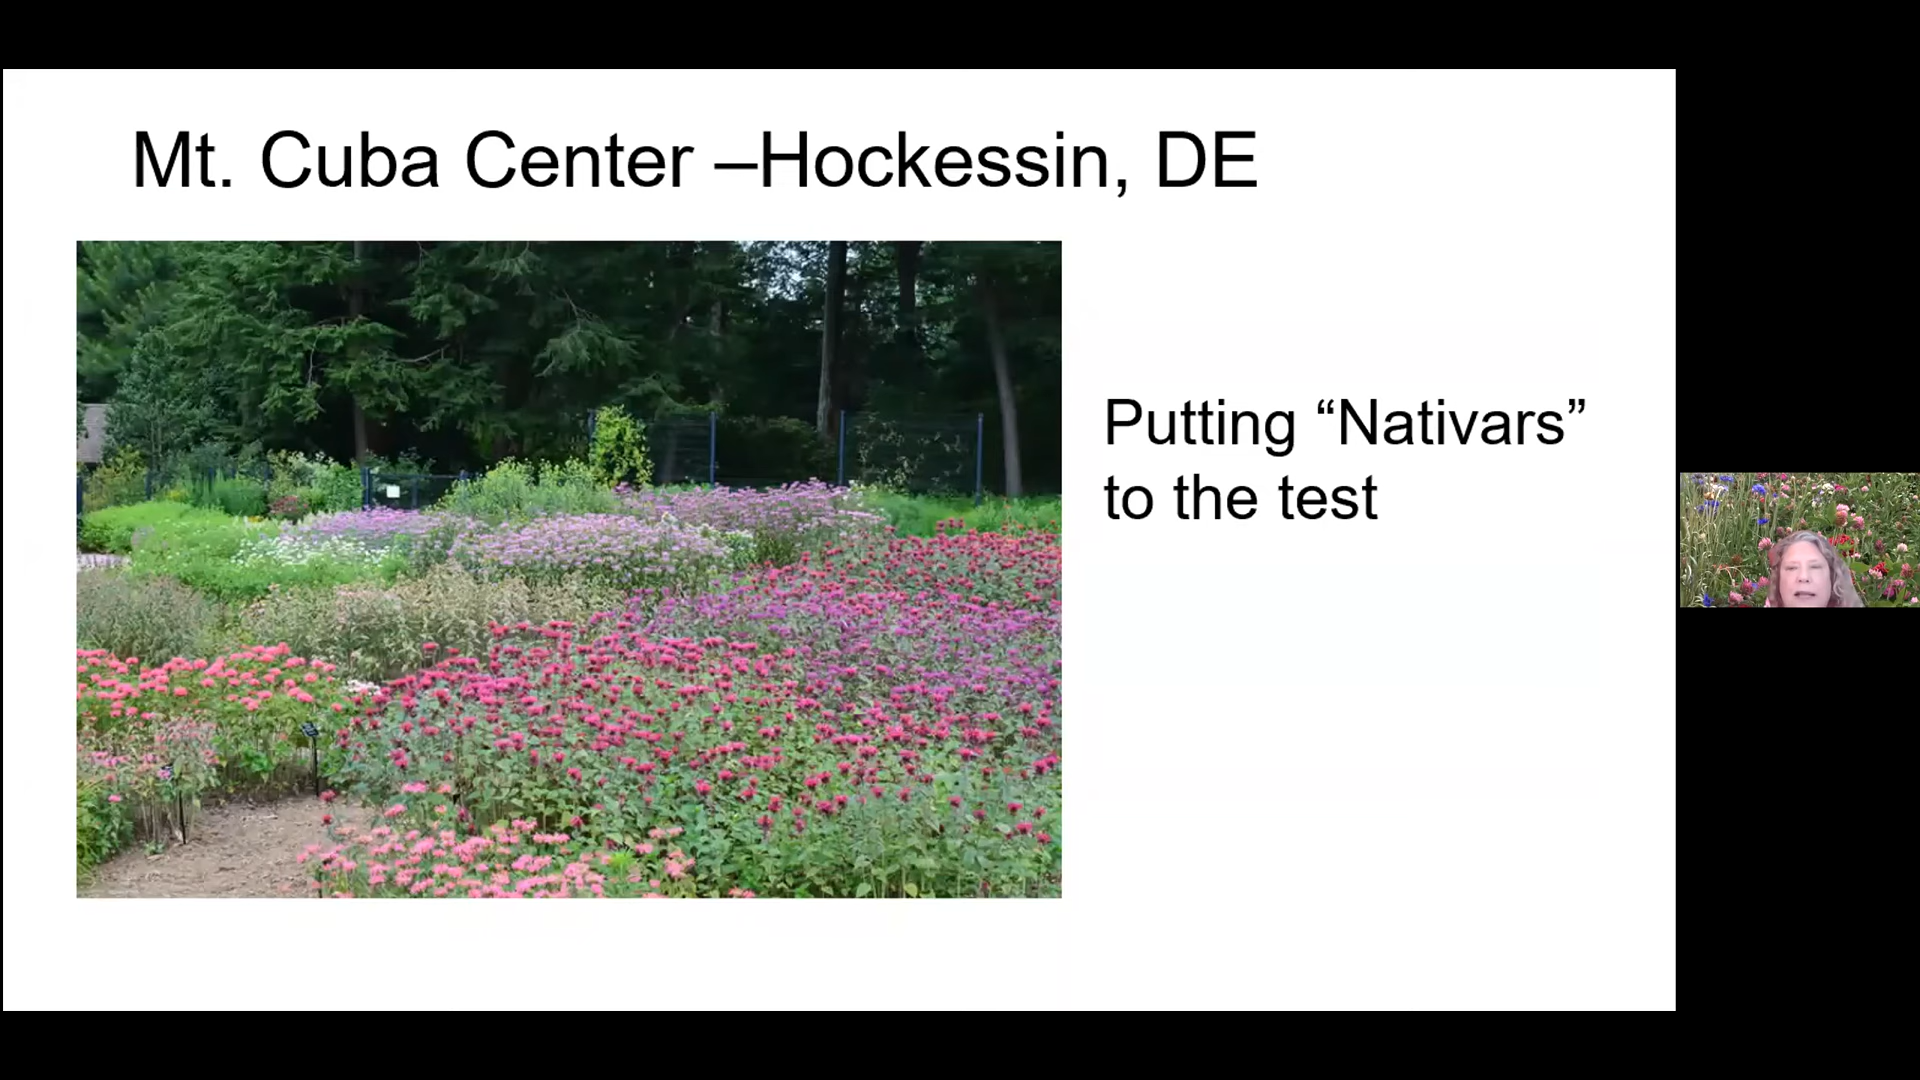 Mt. Cuba Center –Hockessin, DE
Putting “Nativars”
to the test